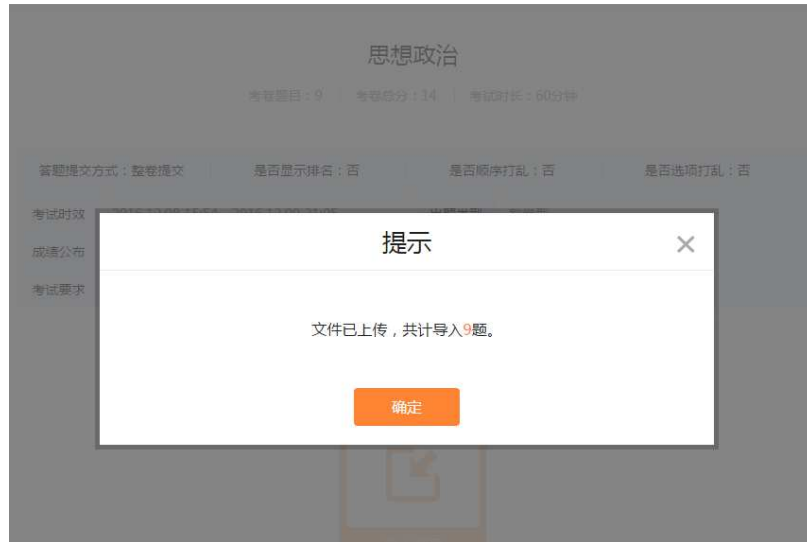 思想政治
考卷题目：9 考卷总分：14 考试时长：60分钟
答题提交方式：整卷提交 是否显示排名：否 是否顺序打乱：否 是否选项打乱：否
考试时效
成绩公布
考试要求
提示
文件已上传，共计导入9题。
确定